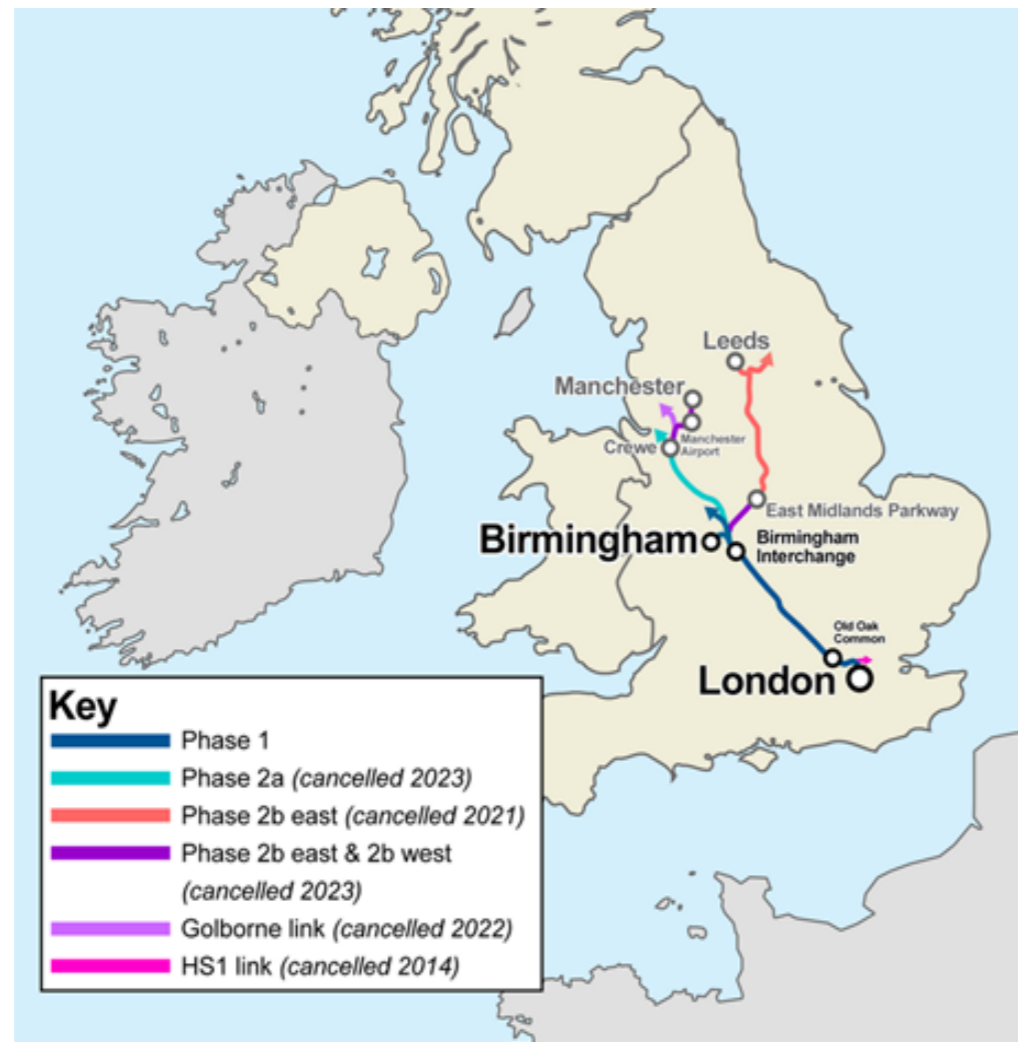 Leeds
Manchester
Crewe
Manchester
Airport
East Midlands Parkway
Birmingham
Birmingham
Interchange
Old Oak
Common
London
Key
Phase 1
Phase 2a (cancelled 2023)
Phase 2b east (cancelled 2021)
Phase 2b east & 2b west
(cancelled 2023)
Golborne link (cancelled 2022)
HS1 link (cancelled 2014)